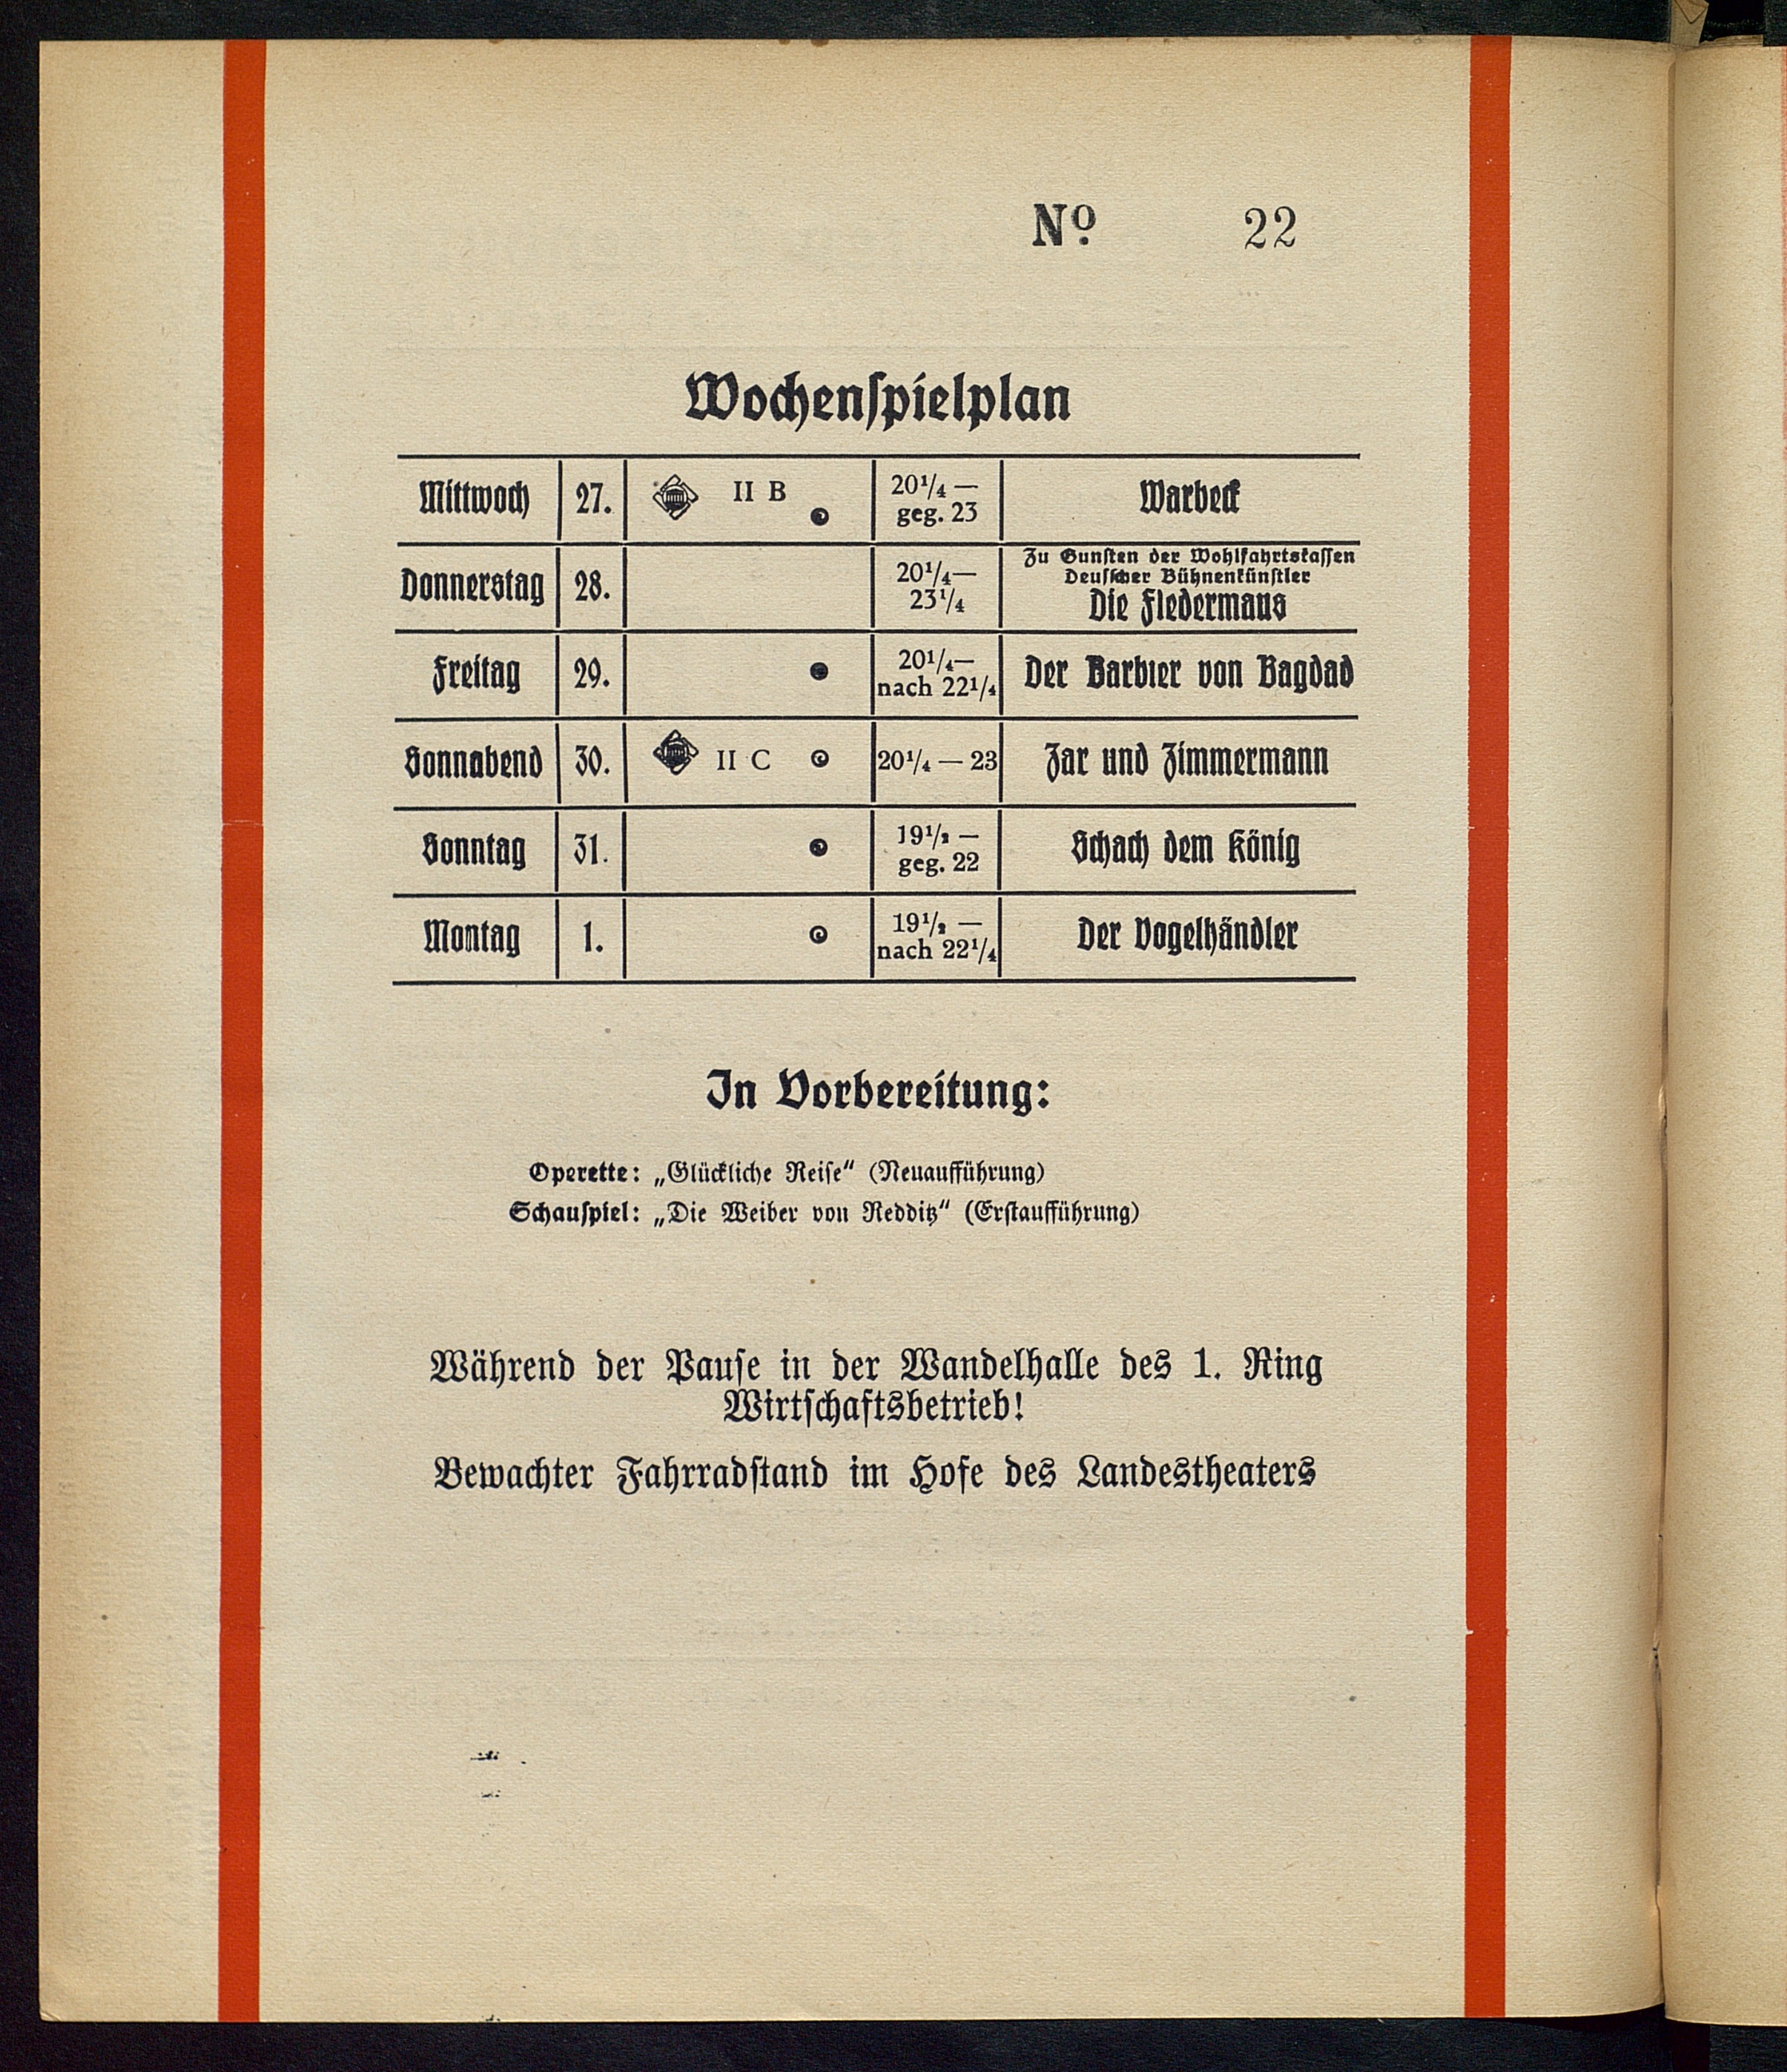 Nº 22
Wochenspielplan
Mittwoch 27. II B 20¹/₄ — geg. 23 Warbeck
Donnerstag 28. 20¹/₄— 23¹/₄ Zu Gunsten der Wohlfahrtskassen Deutscher Bühnenkünstler Die Fledermaus
Freitag 29. 20¹/₄— nach 22¹/₄ Der Barbier von Bagdad
Sonnabend 30. II C 20¹/₄ — 23 Zar und Zimmermann
Sonntag 31. 19¹/₂ — geg. 22 Schach dem König
Montag 1. 19¹/₂ — nach 22¹/₄ Der Vogelhändler
In Vorbereitung:
Operette: „Glückliche Reise“ (Neuaufführung)
Schauspiel: „Die Weiber von Redditz“ (Erstaufführung)
Während der Pause in der Wandelhalle des 1. Ring
Wirtschaftsbetrieb!
Bewachter Fahrradstand im Hofe des Landestheaters